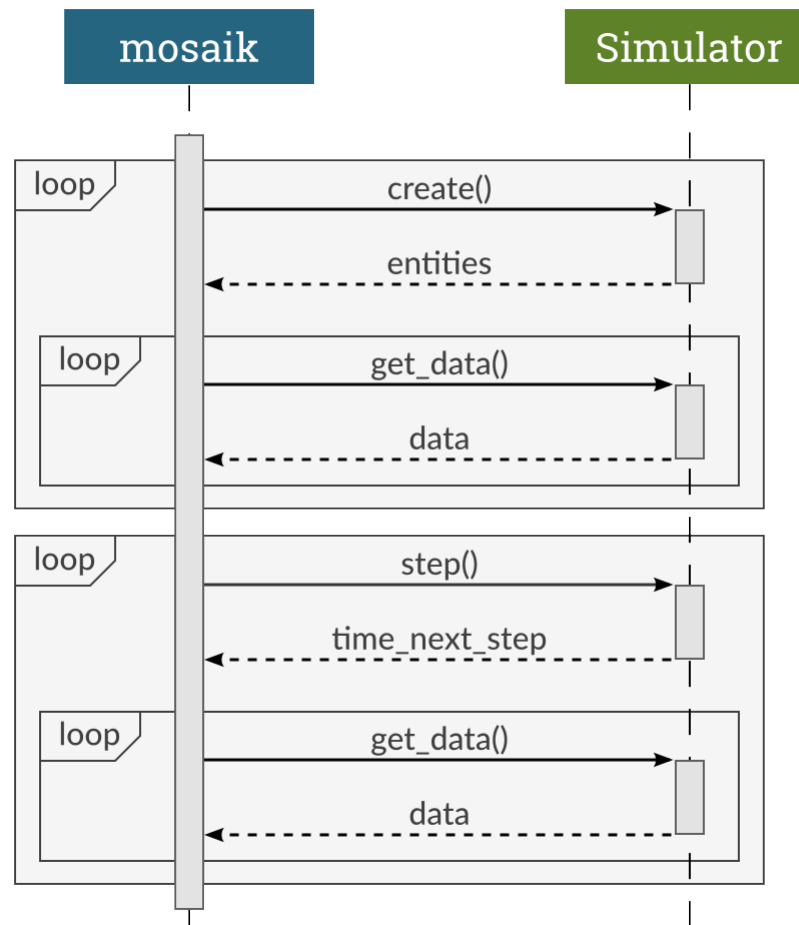 mosaik
Simulator
loop
create()
entities
loop
get_data()
data
loop
step()
time_next_step
loop
get_data()
data